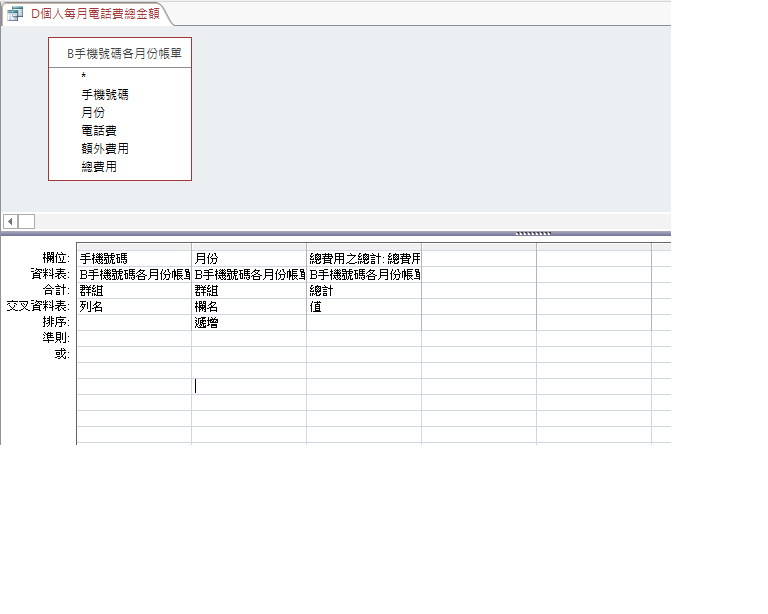 D個人每月電話費總金額
B手機號碼各月份帳單
*
手機號碼
月份
電話費
額外費用
總費用
欄位: 手機號碼 月份 總費用之總計: 總費用
資料表: B手機號碼各月份帳單 B手機號碼各月份帳單 B手機號碼各月份帳單
合計: 群組 群組 總計
交叉資料表: 列名 欄名 值
排序: 遞增
準則:
或: